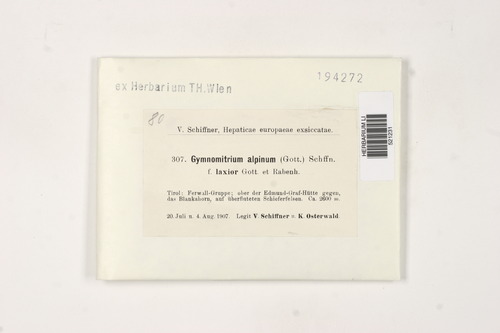 ex Herbarium TH.Wien
194272
80
V. Schiffner, Hepaticae europaeae exsiccatae.
307. Gymnomitrium alpinum (Gott.) Schffn.
f. laxior Gott et Rabenh.
Tirol: Ferwall-Gruppe; ober der Edmund-Graf-Hütte gegen,
das Blankahorn, auf überfluteten Schieferfelsen. Ca. 2600 m.
20. Juli u. 4. Aug. 1907. Legit V. Schiffner u. K. Osterwald.
HERBARIUM LI
521231